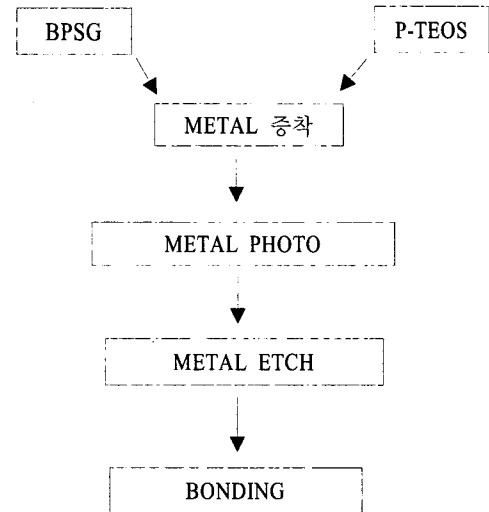 BPSG
P-TEOS
METAL 증착
METAL PHOTO
METAL ETCH
BONDING